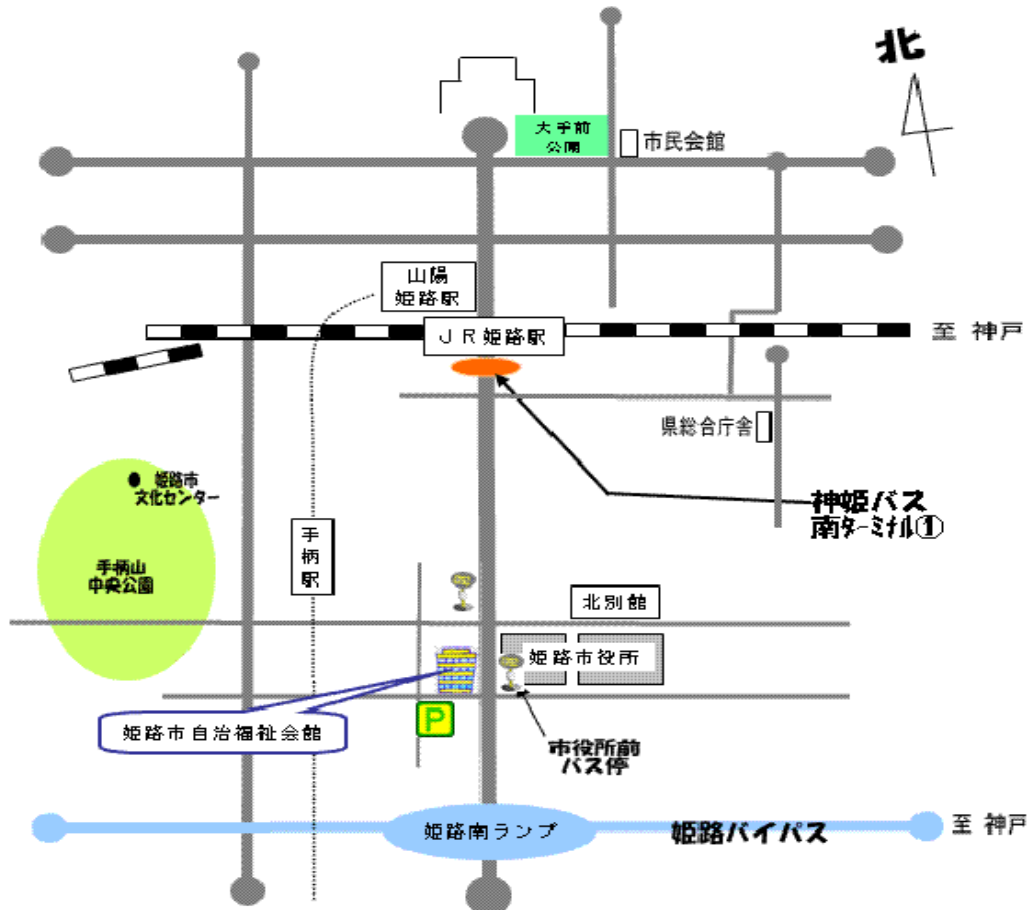 北
大手前
公園
市民会館
山陽
姫路駅
JR姫路駅
至 神戸
県総合庁舎
姫路市
文化センター
神姫バス
南ターミナル①
手柄駅
手柄山
中央公園
北別館
姫路市役所
姫路市自治福祉会館
P
市役所前
バス停
姫路南ランプ
姫路バイパス
至 神戸